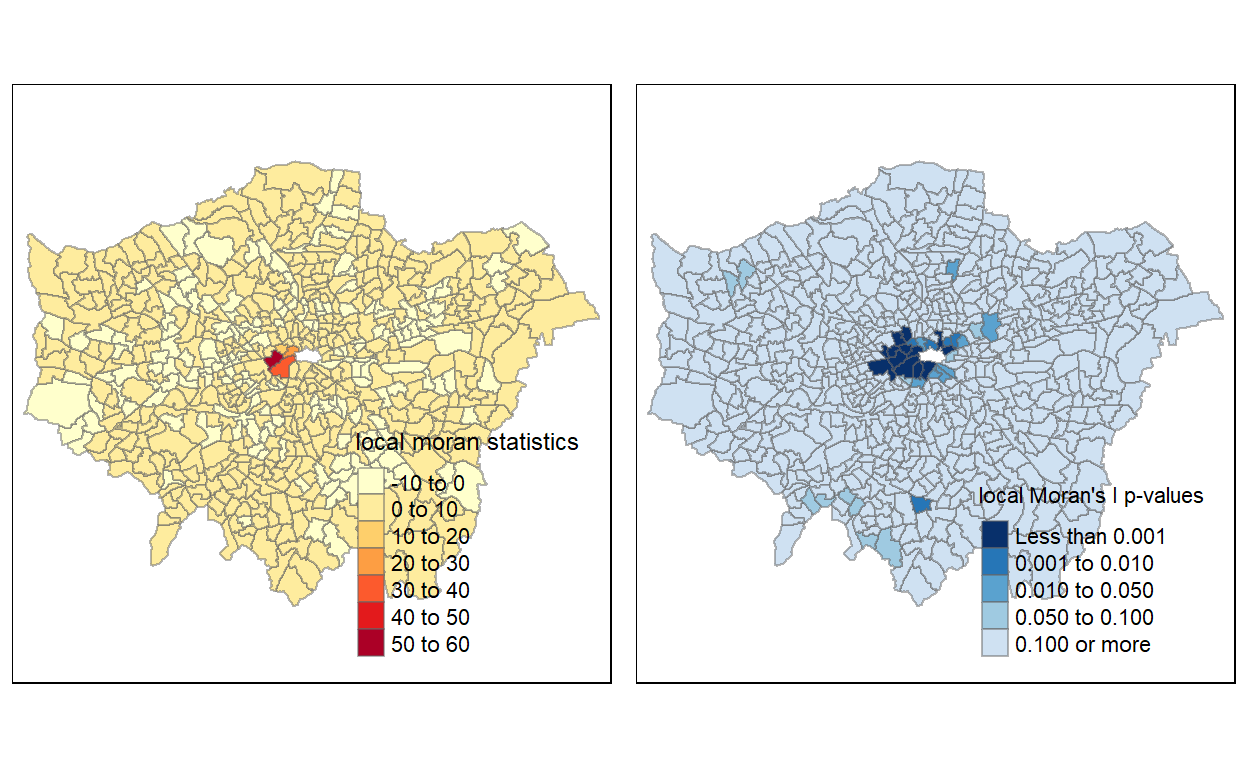 local moran statistics
-10 to 0
0 to 10
10 to 20
20 to 30
30 to 40
40 to 50
50 to 60
local Moran's I p-values
Less than 0.001
0.001 to 0.010
0.010 to 0.050
0.050 to 0.100
0.100 or more